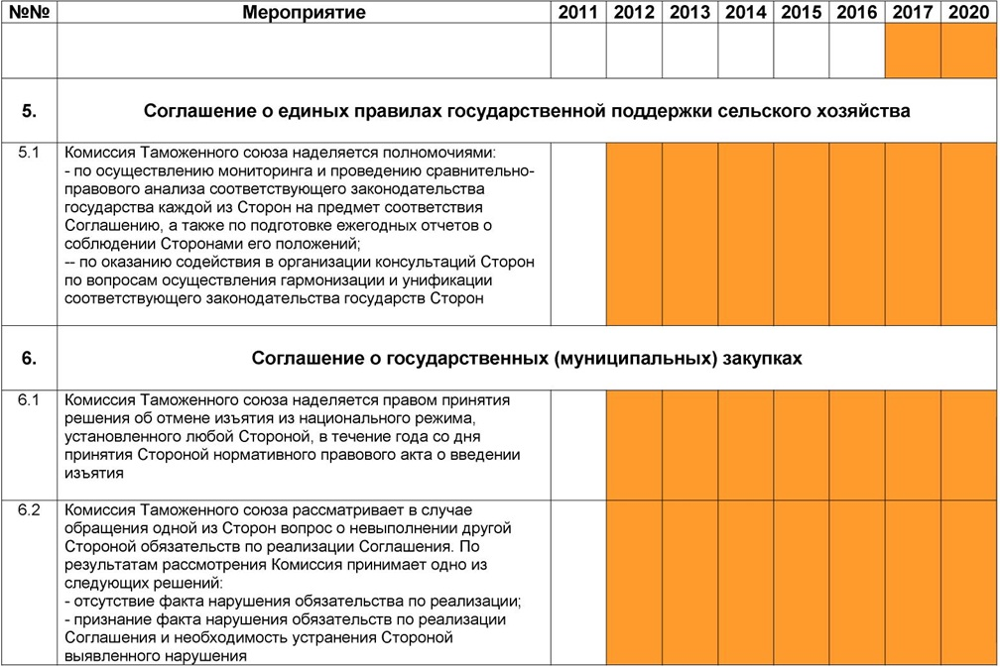 №№ Мероприятие 2011 2012 2013 2014 2015 2016 2017 2020
5. Соглашение о единых правилах государственной поддержки сельского хозяйства
5.1 Комиссия Таможенного союза наделяется полномочиями:
- по осуществлению мониторинга и проведению сравнительно-
правового анализа соответствующего законодательства
государства каждой из Сторон на предмет соответствия
Соглашению, а также по подготовке ежегодных отчетов о
соблюдении Сторонами его положений;
-- по оказанию содействия в организации консультаций Сторон
по вопросам осуществления гармонизации и унификации
соответствующего законодательства государств Сторон
6. Соглашение о государственных (муниципальных) закупках
6.1 Комиссия Таможенного союза наделяется правом принятия
решения об отмене изъятия из национального режима,
установленного любой Стороной, в течение года со дня
принятия Стороной нормативного правового акта о введении
изъятия
6.2 Комиссия Таможенного союза рассматривает в случае
обращения одной из Сторон вопрос о невыполнении другой
Стороной обязательств по реализации Соглашения. По
результатам рассмотрения Комиссия принимает одно из
следующих решений:
- отсутствие факта нарушения обязательства по реализации;
- признание факта нарушения обязательств по реализации
Соглашения и необходимость устранения Стороной
выявленного нарушения